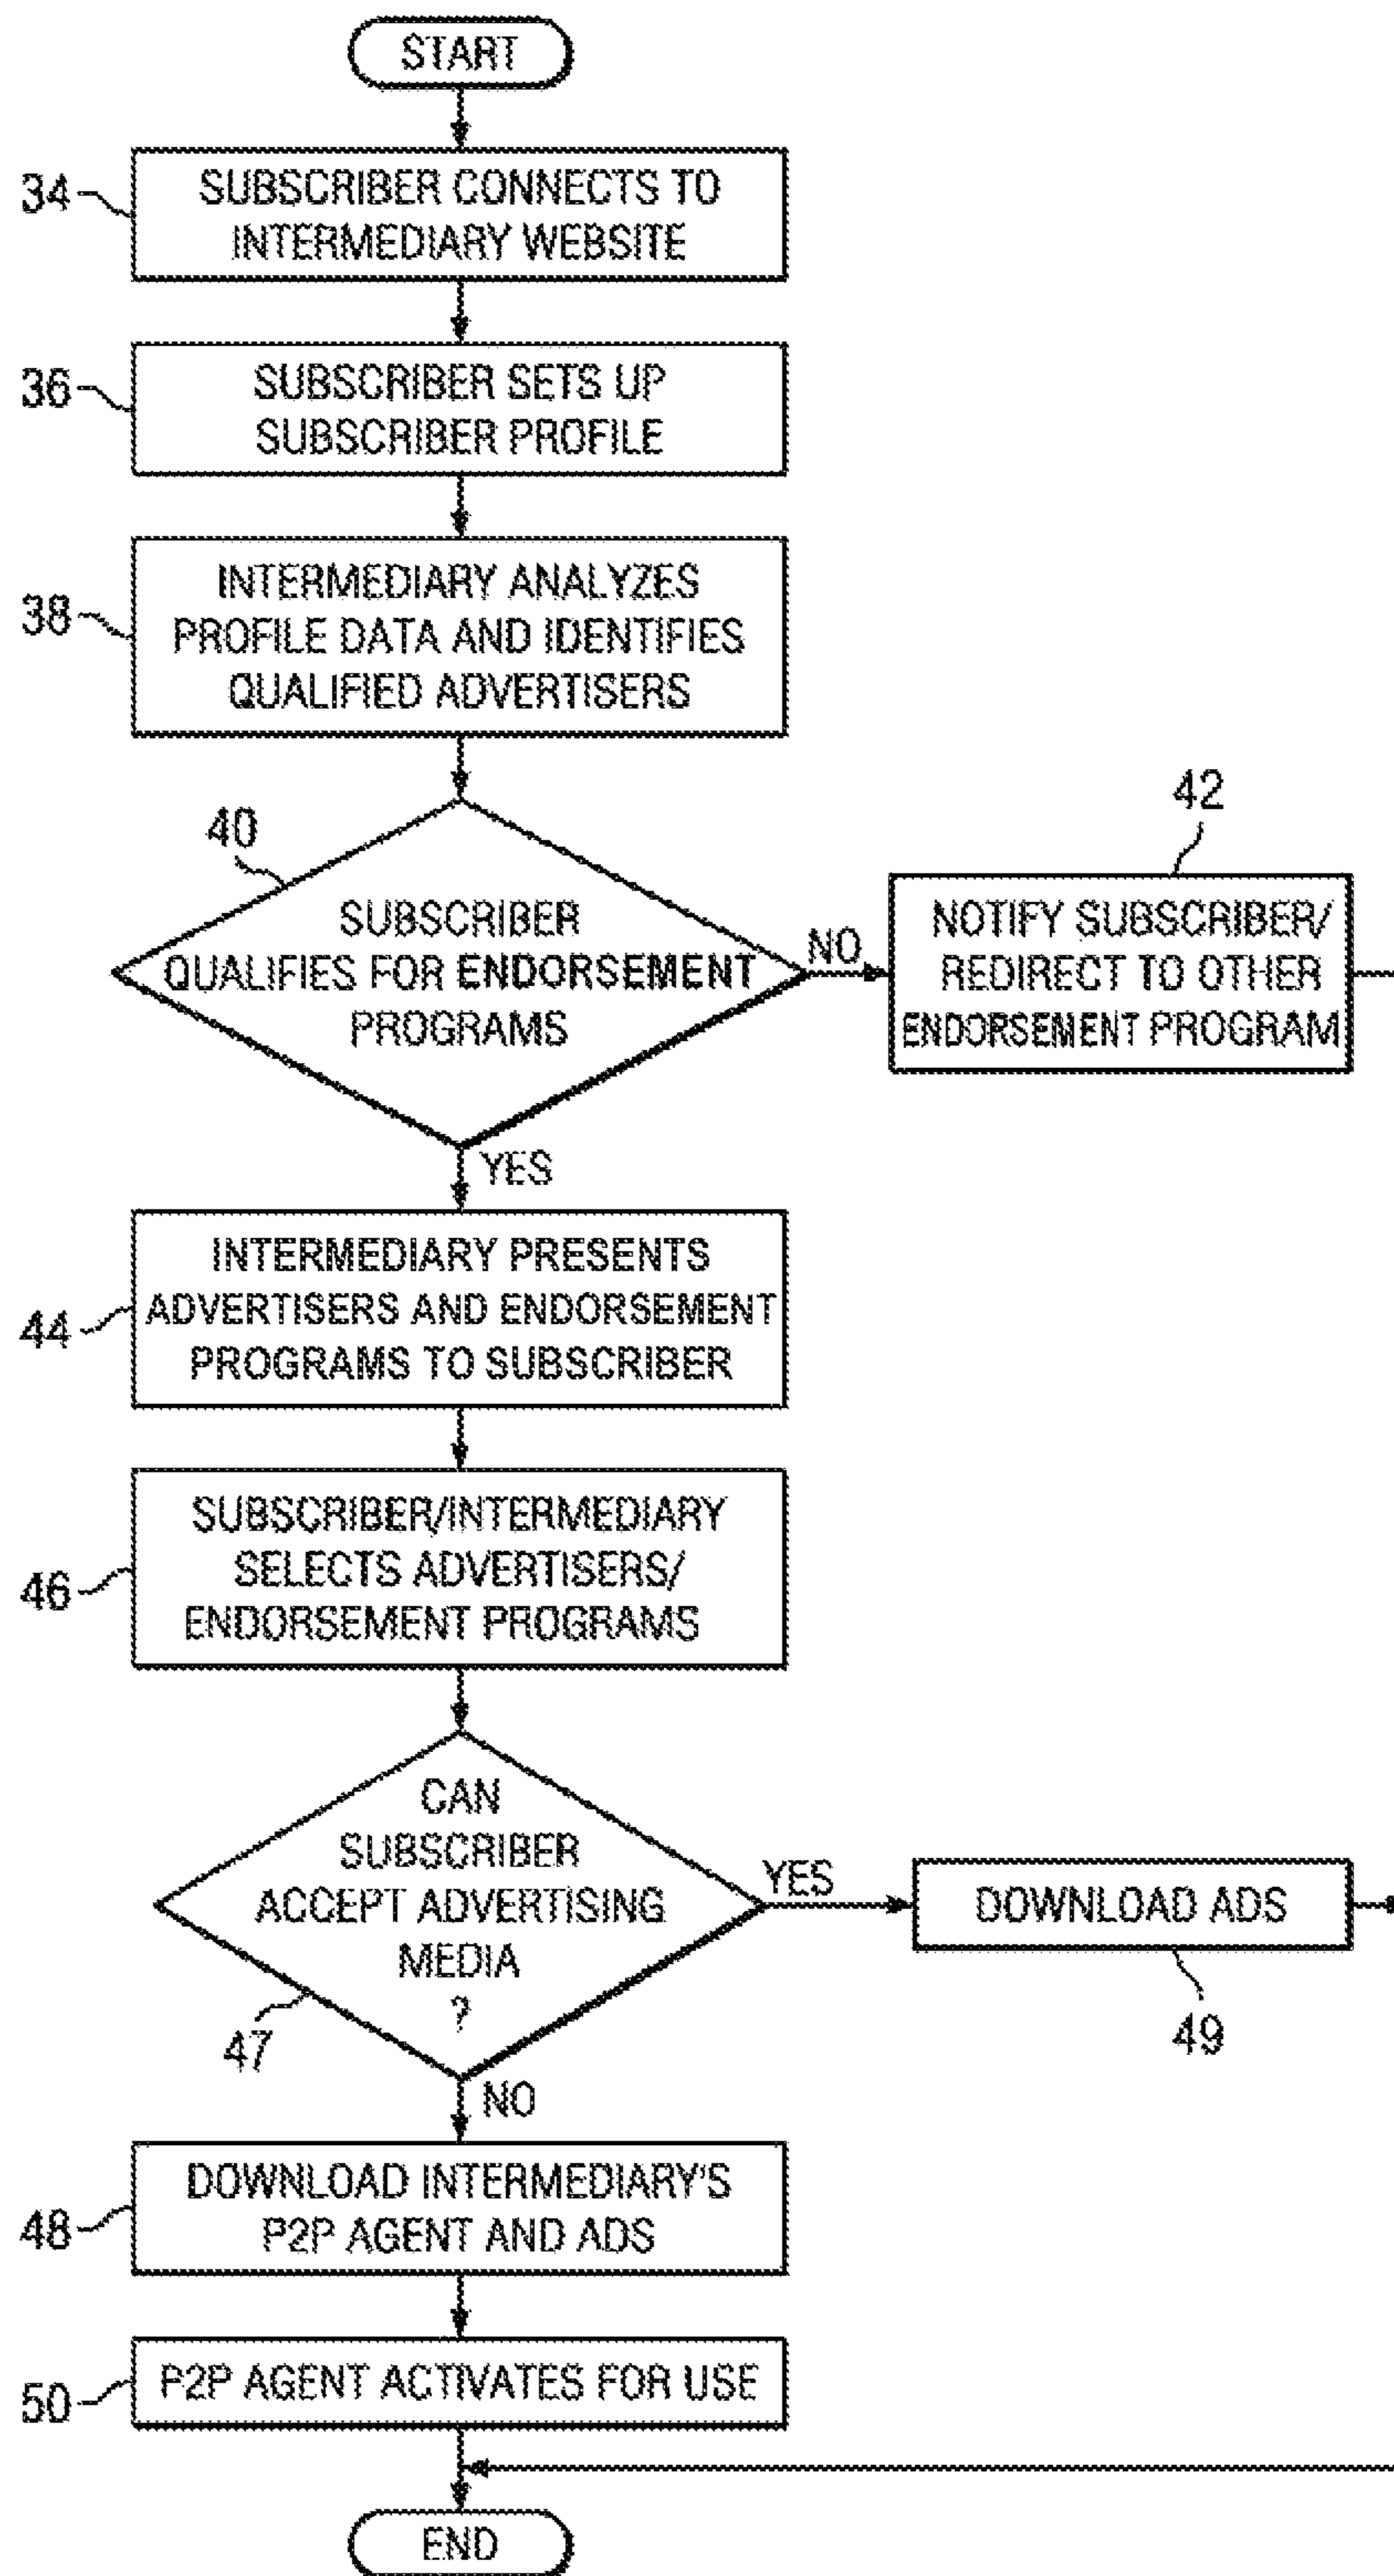 START
34
SUBSCRIBER CONNECTS TO
INTERMEDIARY WEBSITE
36
SUBSCRIBER SETS UP
SUBSCRIBER PROFILE
38
INTERMEDIARY ANALYZES
PROFILE DATA AND IDENTIFIES
QUALIFIED ADVERTISERS
40
SUBSCRIBER
QUALIFIES FOR ENDORSEMENT
PROGRAMS
NO
42
NOTIFY SUBSCRIBER/
REDIRECT TO OTHER
ENDORSEMENT PROGRAM
YES
44
INTERMEDIARY PRESENTS
ADVERTISERS AND ENDORSEMENT
PROGRAMS TO SUBSCRIBER
46
SUBSCRIBER/INTERMEDIARY
SELECTS ADVERTISERS/
ENDORSEMENT PROGRAMS
CAN
SUBSCRIBER
ACCEPT ADVERTISING
MEDIA
?
47
YES
DOWNLOAD ADS
49
NO
48
DOWNLOAD INTERMEDIARY'S
P2P AGENT AND ADS
50
P2P AGENT ACTIVATES FOR USE
END